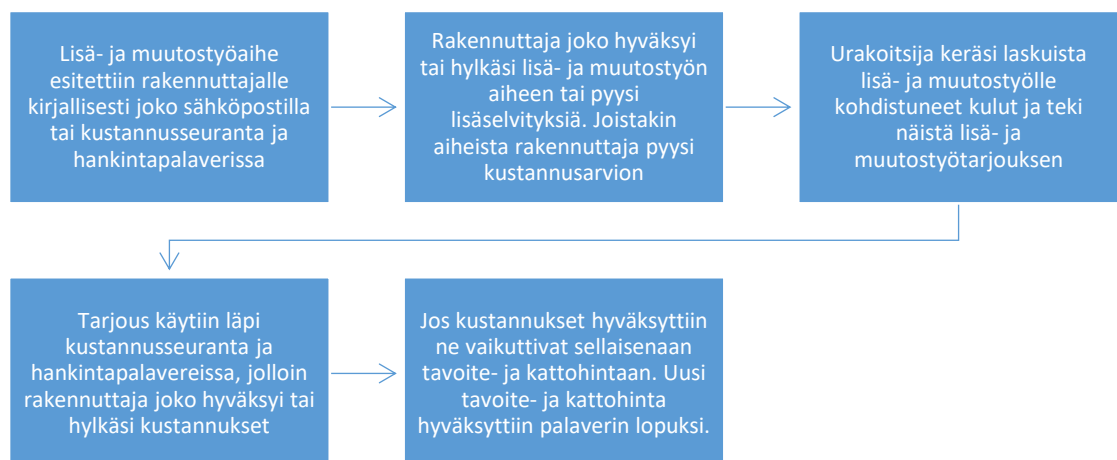 Lisä- ja muutostyöaihe
esitettiin rakennuttajalle
kirjallisesti joko sähköpostilla
tai kustannusseuranta ja
hankintapalaverissa
Rakennuttaja joko hyväksyi
tai hylkäsi lisä- ja muutostyön
aiheen tai pyysi
lisäselvityksiä. Joistakin
aiheista rakennuttaja pyysi
kustannusarvion
Urakoitsija keräsi laskuista
lisä- ja muutostyölle
kohdistuneet kulut ja teki
näistä lisä- ja
muutostyötarjouksen
Tarjous käytiin läpi
kustannusseuranta ja
hankintapalavereissa, jolloin
rakennuttaja joko hyväksyi tai
hylkäsi kustannukset
Jos kustannukset hyväksyttiin
ne vaikuttivat sellaisenaan
tavoite- ja kattohintaan. Uusi
tavoite- ja kattohinta
hyväksyttiin palaverin lopuksi.